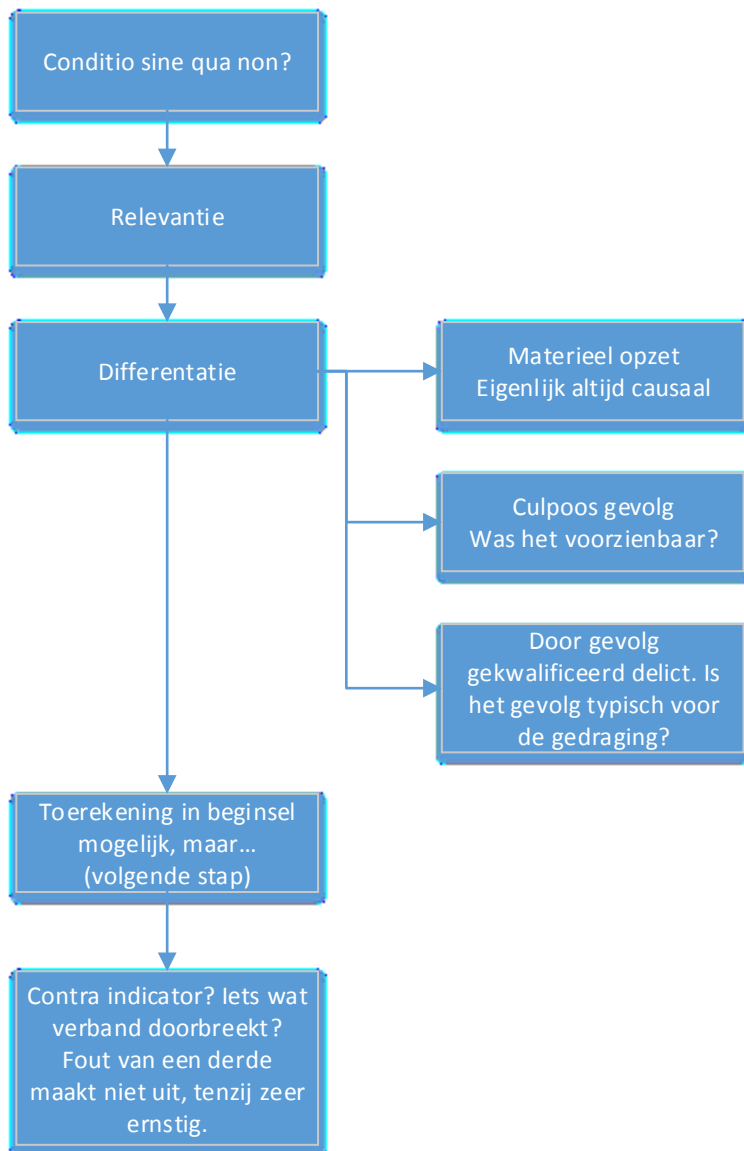 Conditio sine qua non?
Relevantie
Differentatie
Materieel opzet
Eigenlijk altijd causaal
Culpoos gevolg
Was het voorzienbaar?
Door gevolg
gekwalificeerd delict. Is
het gevolg typisch voor
de gedraging?
Toerekening in beginsel
mogelijk, maar...
(volgende stap)
Contra indicator? Iets wat
verband doorbreekt?
Fout van een derde
maakt niet uit, tenzij zeer
ernstig.